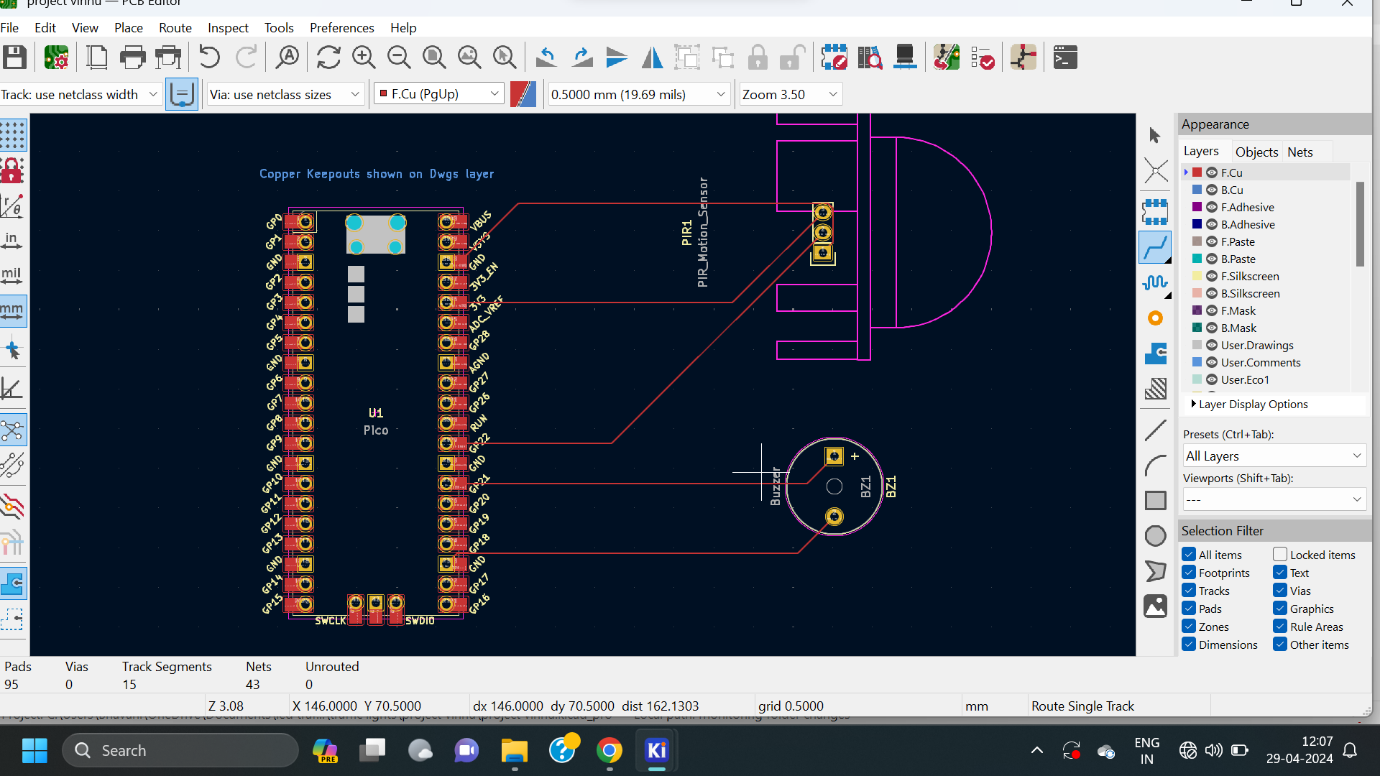 project vinnu — PCB Editor
File Edit View Place Route Inspect Tools Preferences Help
Track: use netclass width Via: use netclass sizes F.Cu (PgUp) 0.5000 mm (19.69 mils) Zoom 3.50
in
mil
mm
Copper Keepouts shown on Dwgs layer
GP0
GP1
GND
GP2
GP3
GP4
GP5
GND
GP6
GP7
GP8
GP9
GND
GP10
GP11
GP12
GP13
GND
GP14
GP15
U1
Pico
SWCLK SWDIO
VBUS
VSYS
GND
3V3_EN
3V3
ADC_VREF
GP28
AGND
GP27
GP26
RUN
GP22
GND
GP21
GP20
GP19
GP18
GND
GP17
GP16
PIR1
PIR_Motion_Sensor
Buzzer
+
BZ1
BZ1
Appearance
Layers Objects Nets
F.Cu
B.Cu
F.Adhesive
B.Adhesive
F.Paste
B.Paste
F.Silkscreen
B.Silkscreen
F.Mask
B.Mask
User.Drawings
User.Comments
User.Eco1
Layer Display Options
Presets (Ctrl+Tab):
All Layers
Viewports (Shift+Tab):
---
Selection Filter
All items Locked items
Footprints Text
Tracks Vias
Pads Graphics
Zones Rule Areas
Dimensions Other items
Pads Vias Track Segments Nets Unrouted
95 0 15 43 0
Z 3.08 X 146.0000 Y 70.5000 dx 146.0000 dy 70.5000 dist 162.1303 grid 0.5000 mm Route Single Track
Search
PRE
Ki
ENG
IN
12:07
29-04-2024